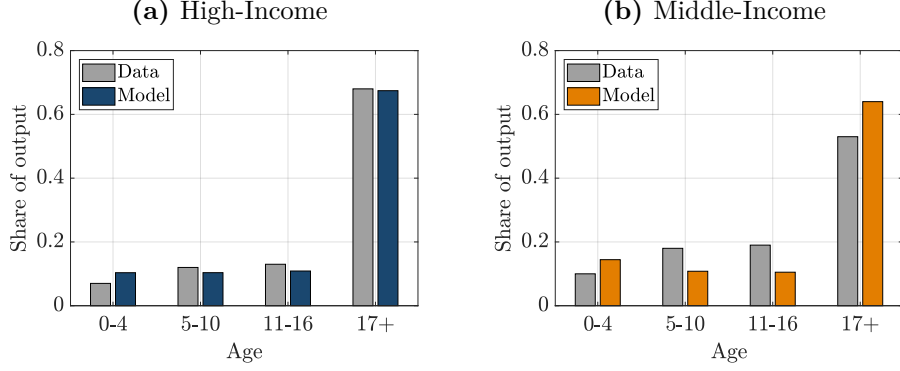 (a) High-Income
0.8
0.6
0.4
0.2
0
Share of output
Data
Model
0-4
5-10
11-16
17+
Age
(b) Middle-Income
0.8
0.6
0.4
0.2
0
Share of output
Data
Model
0-4
5-10
11-16
17+
Age